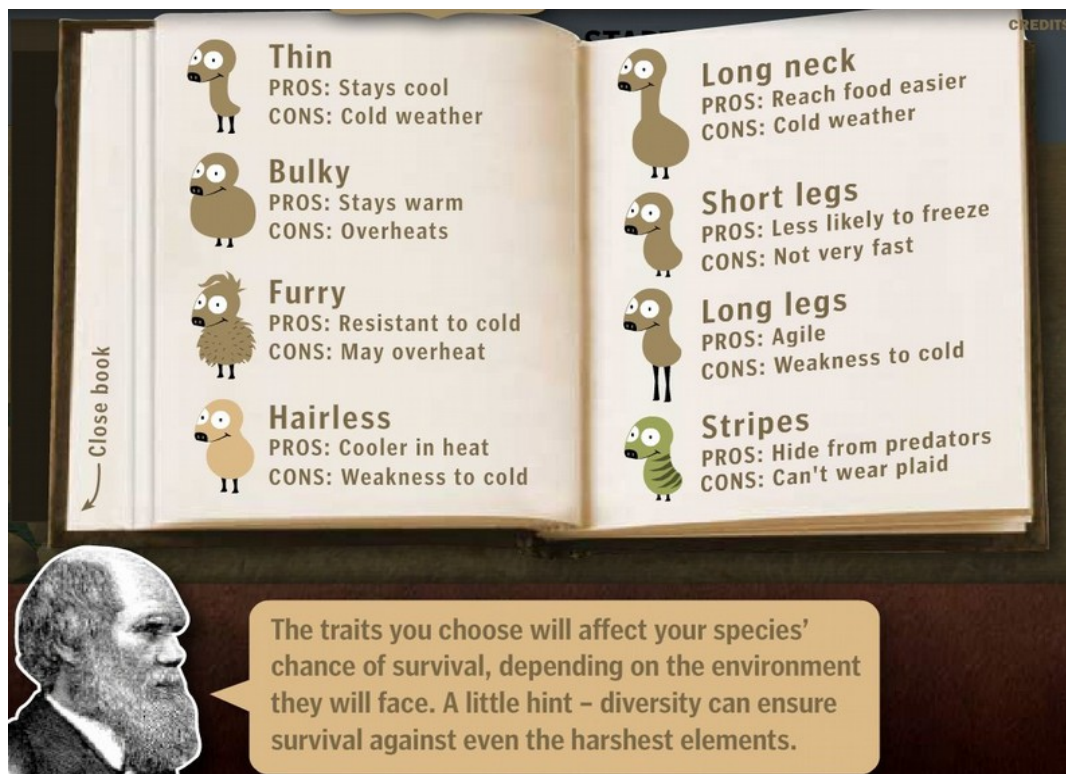 CREDITS
Thin
PROS: Stays cool
CONS: Cold weather
Bulky
PROS: Stays warm
CONS: Overheats
Furry
PROS: Resistant to cold
CONS: May overheat
Hairless
PROS: Cooler in heat
CONS: Weakness to cold
Close book
Long neck
PROS: Reach food easier
CONS: Cold weather
Short legs
PROS: Less likely to freeze
CONS: Not very fast
Long legs
PROS: Agile
CONS: Weakness to cold
Stripes
PROS: Hide from predators
CONS: Can't wear plaid
The traits you choose will affect your species’
chance of survival, depending on the environment
they will face. A little hint – diversity can ensure
survival against even the harshest elements.